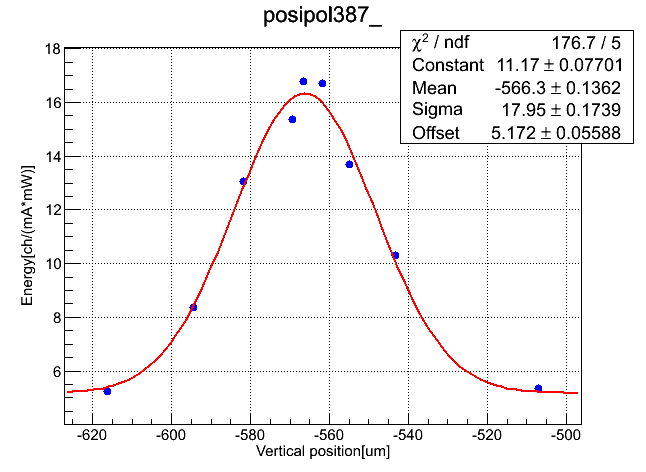 posipol387_
χ² / ndf 176.7 / 5
Constant 11.17 ± 0.07701
Mean -566.3 ± 0.1362
Sigma 17.95 ± 0.1739
Offset 5.172 ± 0.05588
Energy[ch/(mA*mW)]
18
16
14
12
10
8
6
-620 -600 -580 -560 -540 -520 -500
Vertical position[um]